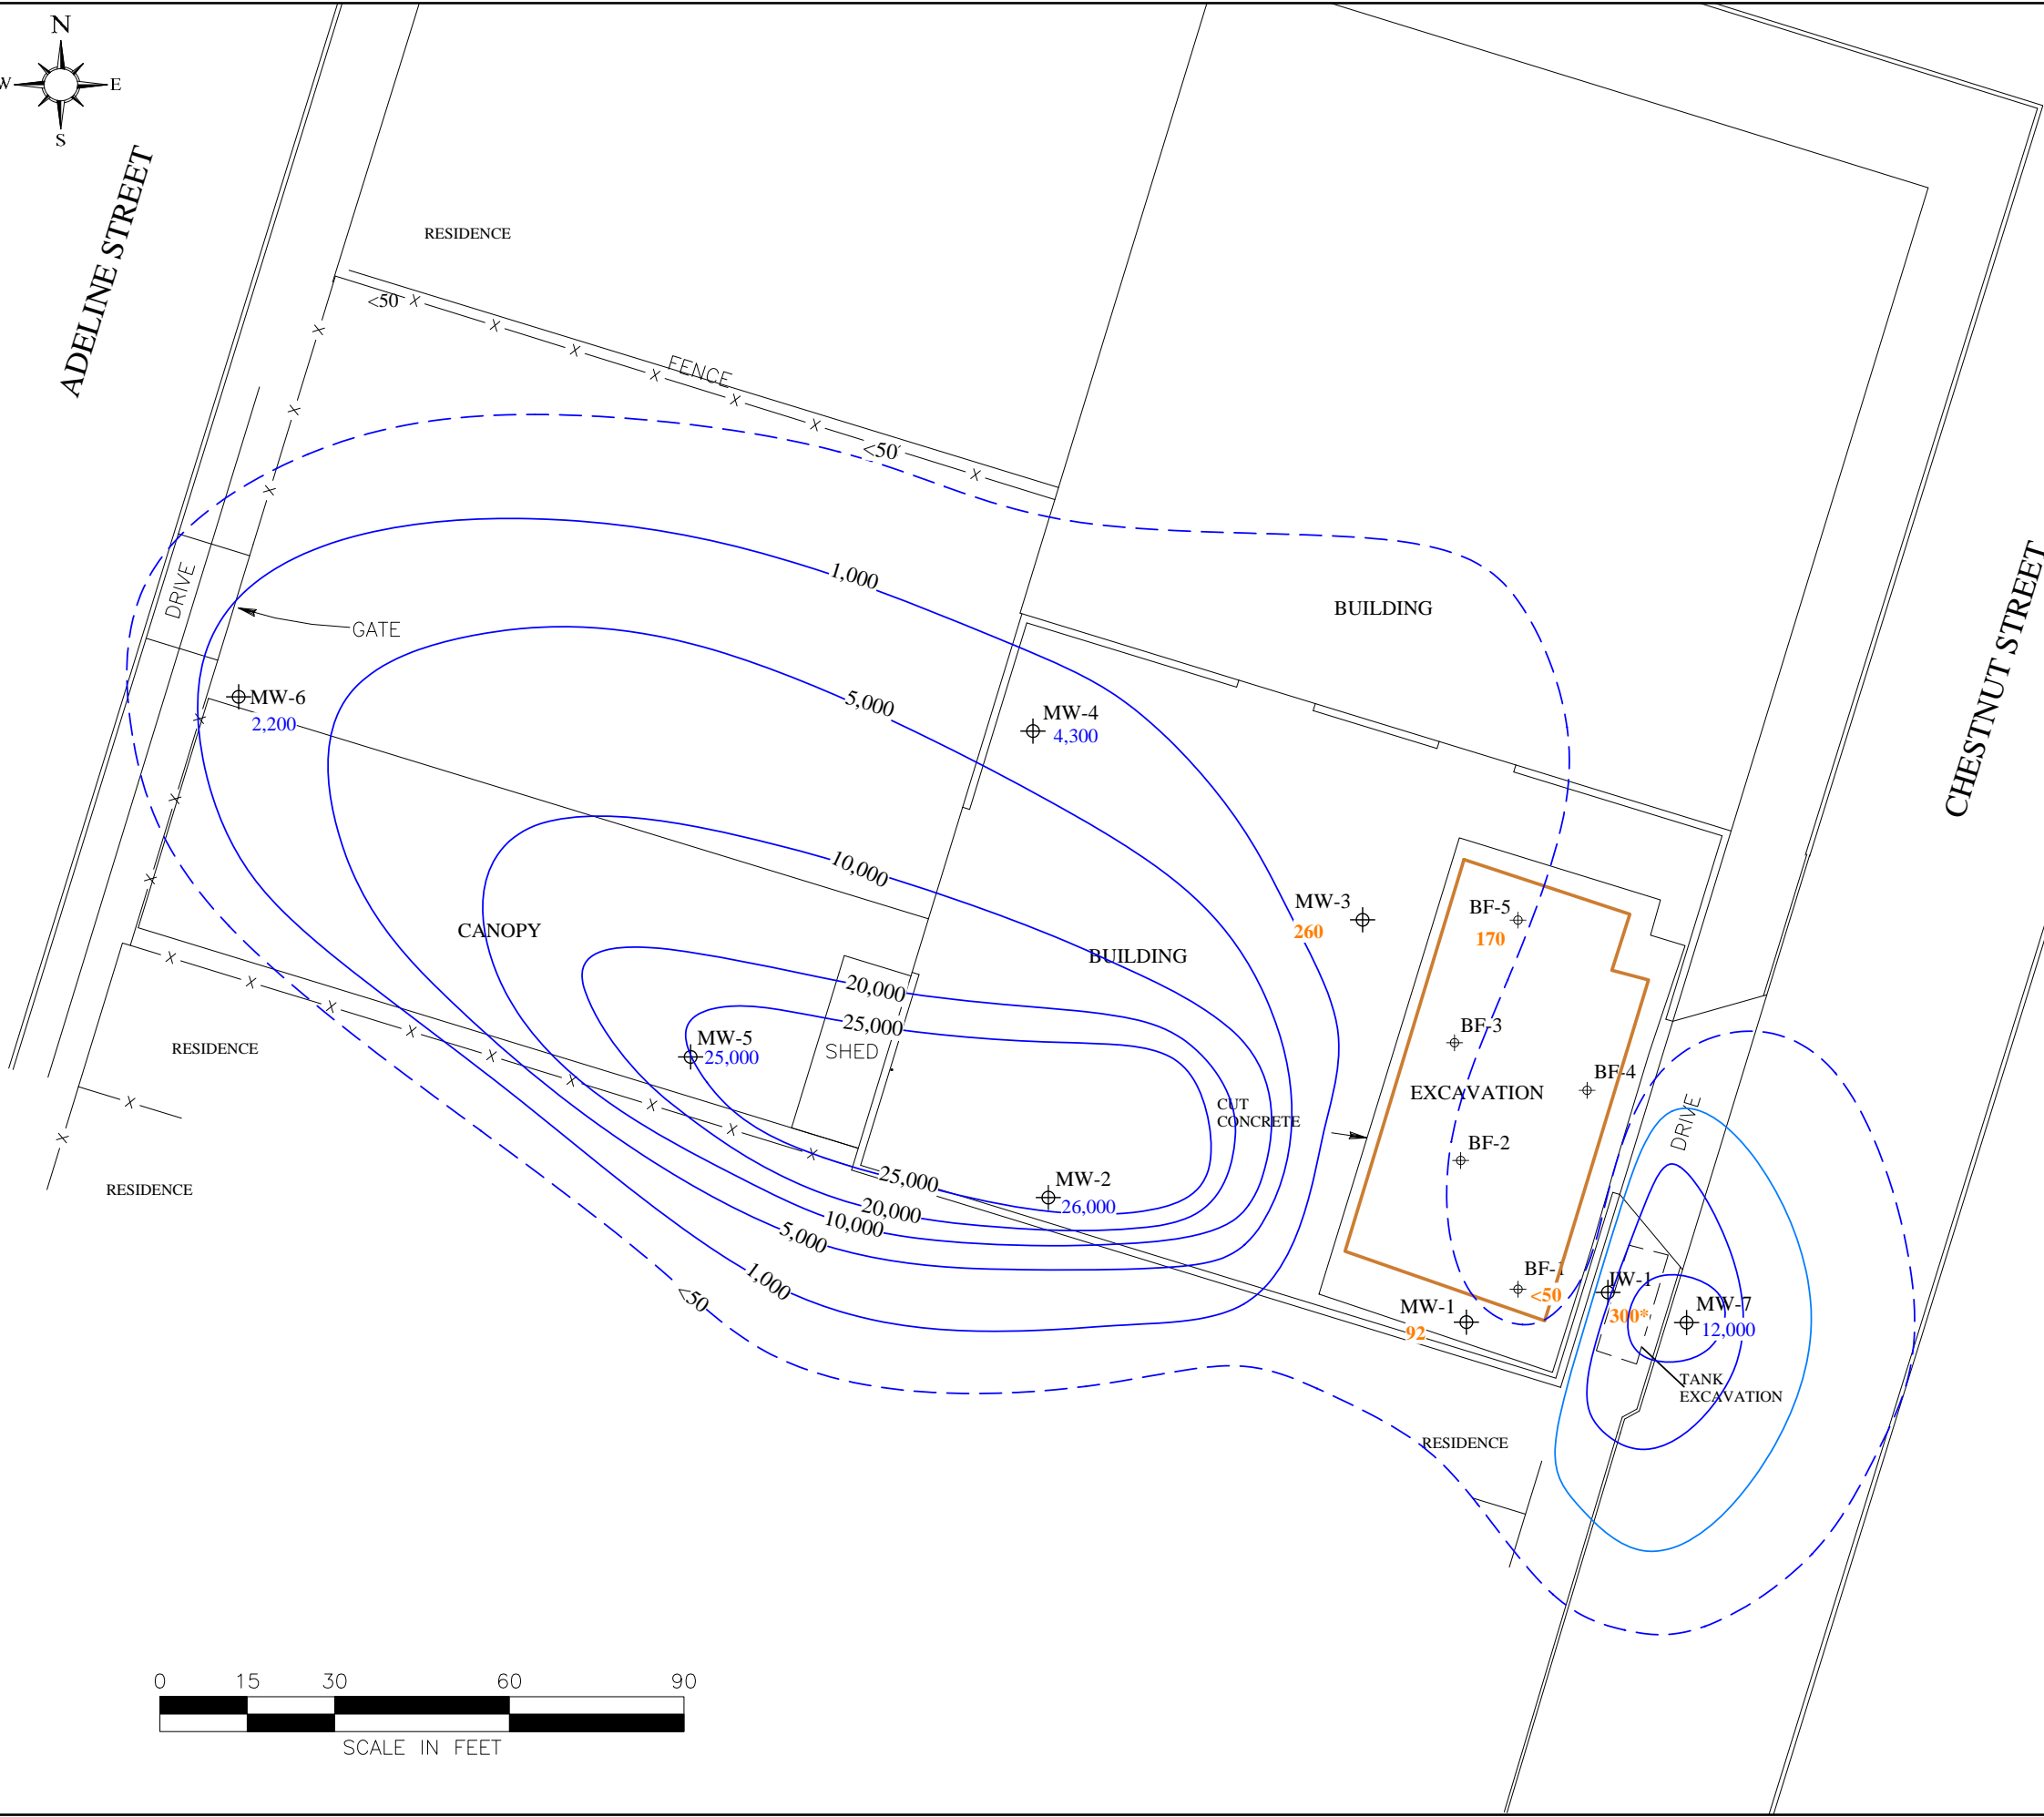 N
W
E
S
ADELINE STREET
RESIDENCE
<50
X
X
X
FENCE
X
X
X
<50
X
X
X
X
DRIVE
GATE
1,000
5,000
BUILDING
CHESTNUT STREET
MW-6
2,200
MW-4
4,300
X
X
X
10,000
CANOPY
BUILDING
MW-3
260
BF-5
170
X
X
X
X
X
X
X
X
X
20,000
25,000
SHED
MW-5
25,000
BF-3
BF-4
EXCAVATION
CUT
CONCRETE
BF-2
DRIVE
RESIDENCE
X
X
RESIDENCE
25,000
MW-2
26,000
20,000
10,000
5,000
1,000
<50
BF-1
<50
MW-1
92
IW-1
300*
MW-7
12,000
TANK
EXCAVATION
RESIDENCE
0 15 30 60 90
SCALE IN FEET